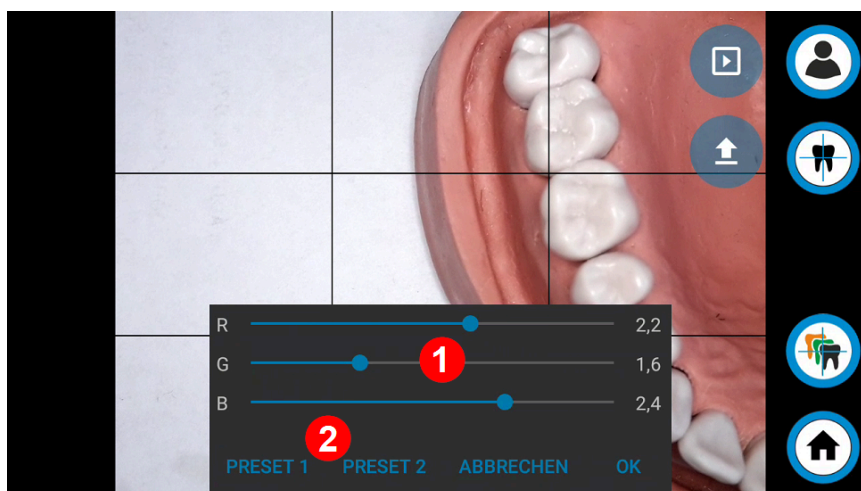 R 2,2
G 1 1,6
B 2,4
2
PRESET 1 PRESET 2 ABBRECHEN OK